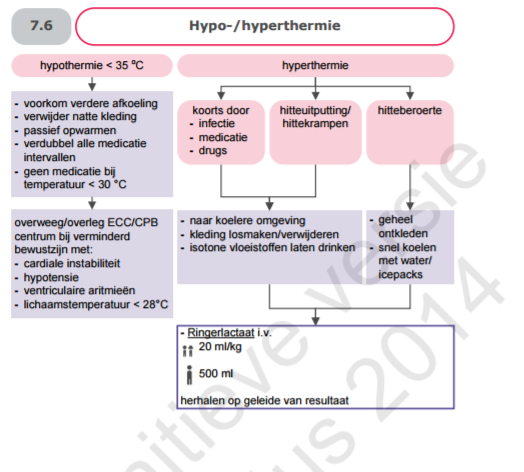 7.6
Hypo-/hyperthermie
hypothermie < 35 ºC
- voorkom verdere afkoeling
- verwijder natte kleding
- passief opwarmen
- verdubbel alle medicatie
intervallen
- geen medicatie bij
temperatuur < 30 °C
overweeg/overleg ECC/CPB
centrum bij verminderd
bewustzijn met:
- cardiale instabiliteit
- hypotensie
- ventriculaire aritmieën
- lichaamstemperatuur < 28°C
hyperthermie
koorts door
- infectie
- medicatie
- drugs
hitteuitputting/
hittekrampen
hitteberoerte
- naar koelere omgeving
- kleding losmaken/verwijderen
- isotone vloeistoffen laten drinken
- geheel
ontkleden
- snel koelen
met water/
icepacks
- Ringerlactaat i.v.
20 ml/kg
500 ml
herhalen op geleide van resultaat
itieve versie
us 2014